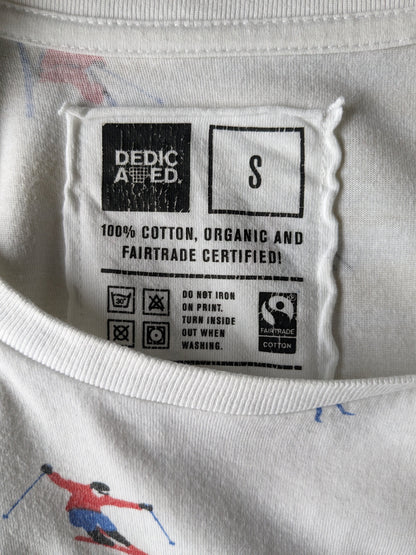 DEDIC
ATED.
S
100% COTTON, ORGANIC AND
FAIRTRADE CERTIFIED!
30°
DO NOT IRON
ON PRINT.
TURN INSIDE
OUT WHEN
WASHING.
FAIRTRADE
COTTON